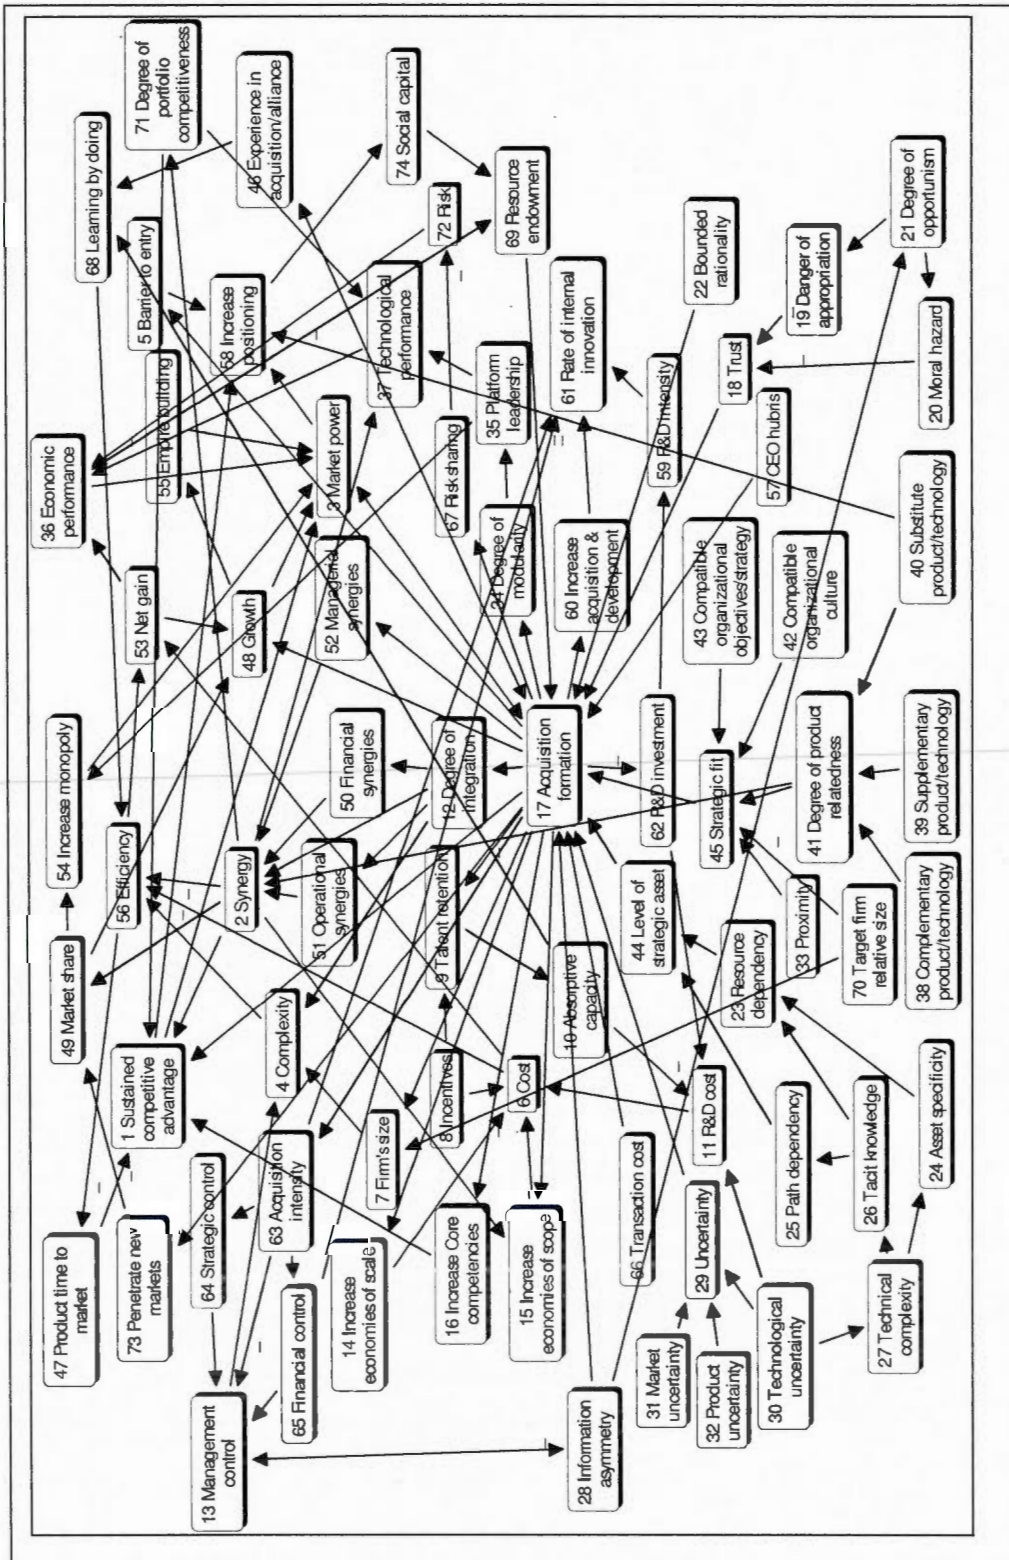 36 Economic
performance
68 Learning by doing
71 Degree of
portfolio
competitiveness
5 Barrier to entry
46 Experience in
acquisition/alliance
55 Empire building
58 Increase
positioning
74 Social capital
72 Risk
69 Resource
endowment
37 Technological
performance
35 Platform
leadership
61 Rate of internal
innovation
22 Bounded
rationality
19 Danger of
appropriation
21 Degree of
opportunism
18 Trust
20 Moral hazard
59 R&D intensity
57 CEO hubris
3 Market power
67 Risk sharing
34 Degree of
modularity
60 Increase
acquisition &
development
43 Compatible
organizational
objectives/strategy
42 Compatible
organizational
culture
40 Substitute
product/technology
53 Net gain
48 Growth
52 Managerial
synergies
54 Increase monopoly
50 Financial
synergies
12 Degree of
integration
17 Acquisition
formation
62 R&D investment
45 Strategic fit
41 Degree of product
relatedness
39 Supplementary
product/technology
56 Efficiency
2 Synergy
51 Operational
synergies
9 Talent retention
44 Level of
strategic asset
33 Proximity
70 Target firm
relative size
38 Complementary
product/technology
49 Market share
1 Sustained
competitive
advantage
4 Complexity
10 Absorptive
capacity
23 Resource
dependency
8 Incentives
6 Cost
7 Firm's size
11 R&D cost
25 Path dependency
26 Tacit knowledge
24 Asset specificity
47 Product time to
market
73 Penetrate new
markets
64 Strategic control
63 Acquisition
intensity
14 Increase
economies of scale
16 Increase Core
competencies
15 Increase
economies of scope
66 Transaction cost
29 Uncertainty
13 Management
control
65 Financial control
28 Information
asymmetry
31 Market
uncertainty
32 Product
uncertainty
30 Technological
uncertainty
27 Technical
complexity